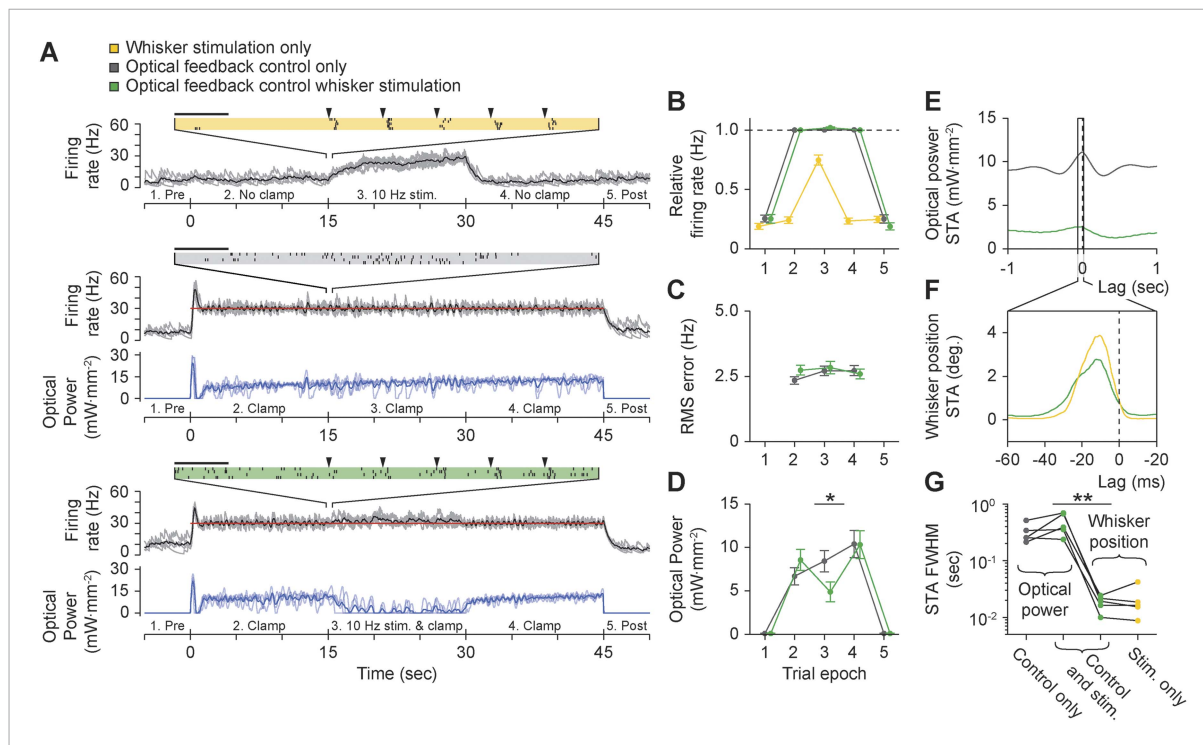 A
Whisker stimulation only
Optical feedback control only
Optical feedback control whisker stimulation
Firing
rate (Hz)
60
30
0
1. Pre
2. No clamp
3. 10 Hz stim.
4. No clamp
5. Post
0
15
30
45
Firing
rate (Hz)
60
30
0
Optical
Power
(mW·mm-2)
30
15
0
1. Pre
2. Clamp
3. Clamp
4. Clamp
5. Post
0
15
30
45
Firing
rate (Hz)
60
30
0
Optical
Power
(mW·mm-2)
30
15
0
1. Pre
2. Clamp
3. 10 Hz stim. & clamp
4. Clamp
5. Post
0
15
30
45
Time (sec)
B
Relative
firing rate (Hz)
1.0
0.5
0
1 2 3 4 5
C
RMS error (Hz)
5.0
2.5
0
1 2 3 4 5
D
*
Optical Power
(mW·mm-2)
15
10
5
0
1 2 3 4 5
Trial epoch
E
Optical poswer
STA (mW·mm-2)
15
10
5
0
-1 0 1
Lag (sec)
F
Whisker position
STA (deg.)
4
2
0
-60 -40 -20 0 -20
Lag (ms)
G
**
STA FWHM
(sec)
100
10-1
10-2
Whisker
position
Optical
power
Control only
Control
and stim.
Stim. only